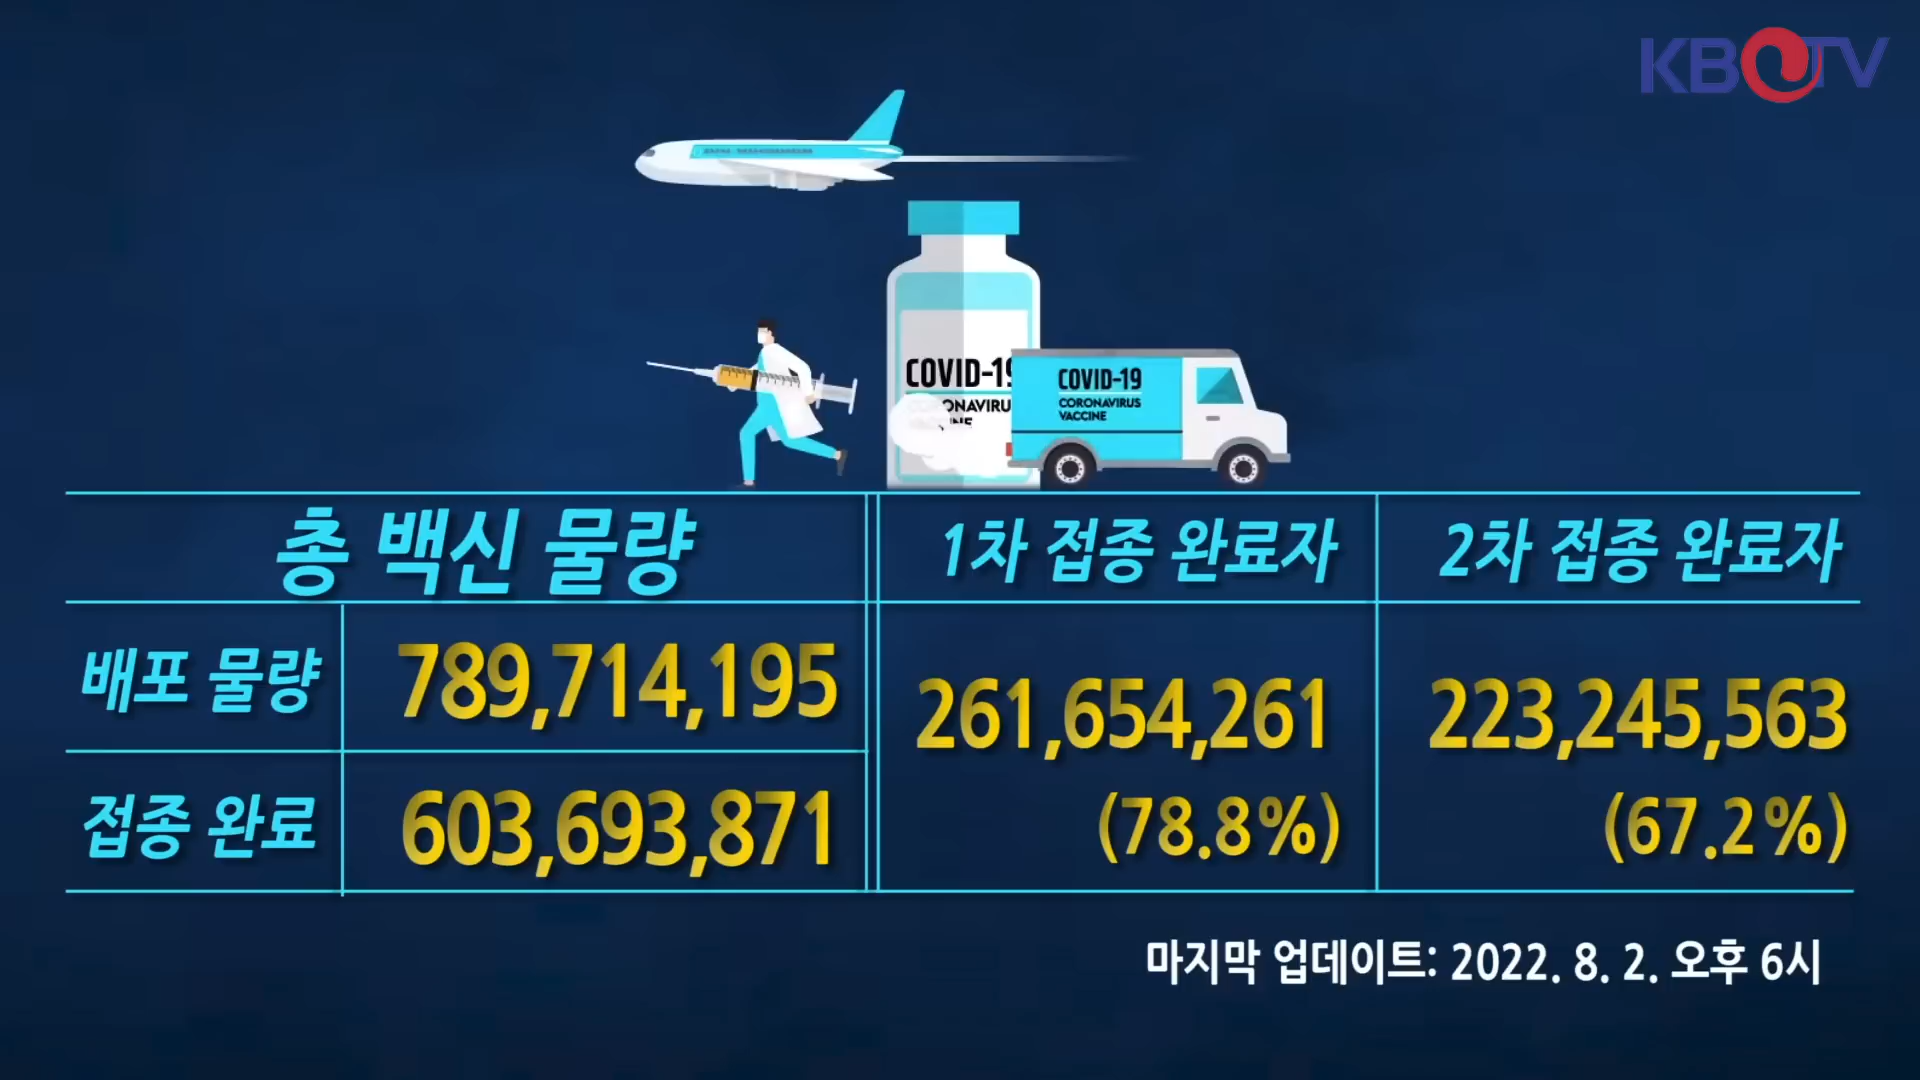 KBTV
COVID-19
COVID-19
CORONAVIRUS
VACCINE
총 백신 물량
1차 접종 완료자
2차 접종 완료자
배포 물량
789,714,195
261,654,261
223,245,563
접종 완료
603,693,871
(78.8%)
(67.2%)
마지막 업데이트: 2022. 8. 2. 오후 6시